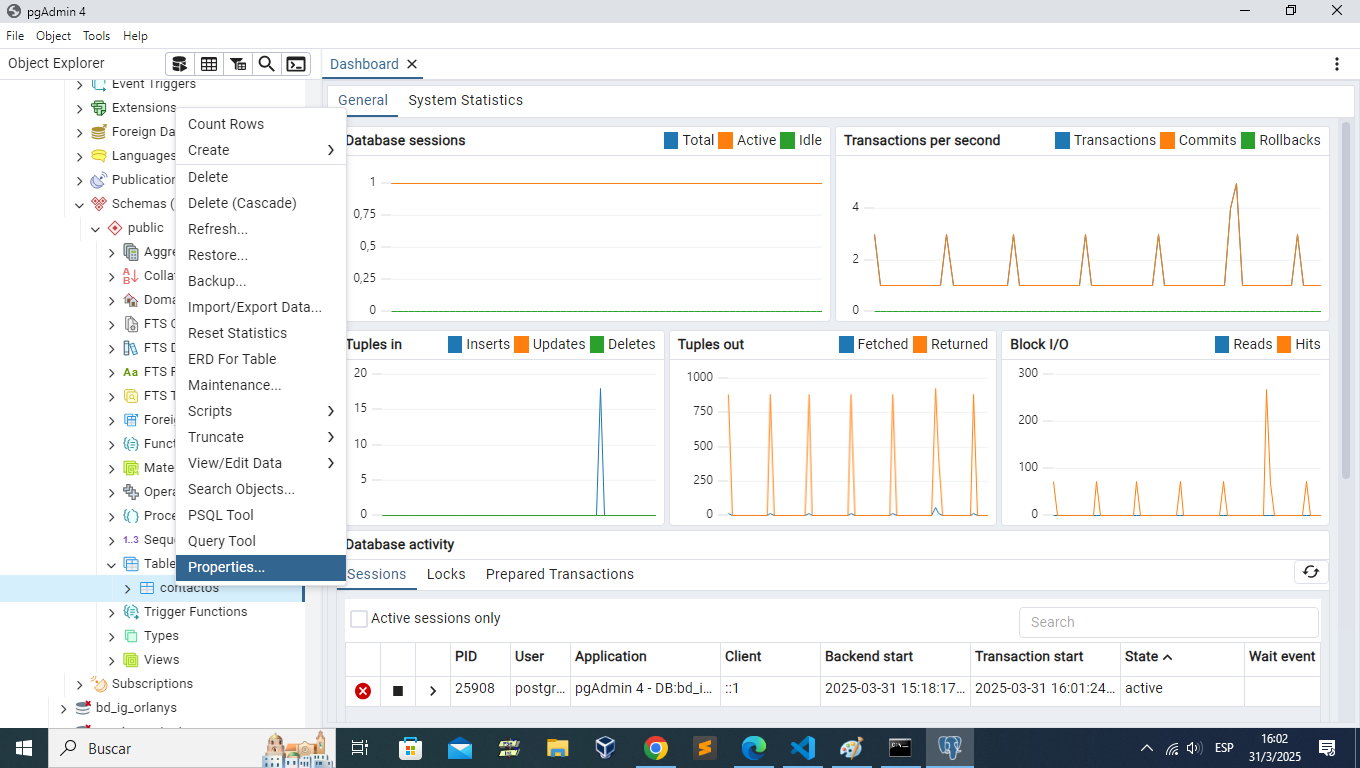 pgAdmin 4
File Object Tools Help
Object Explorer
Dashboard
Event Triggers
Extensions
Foreign Da
Languages
Publication
Schemas (
public
Aggre
Collat
Doma
FTS C
FTS D
FTS F
FTS T
Foreig
Funct
Mater
Opera
Proce
1..3 Seque
Table
contactos
Trigger Functions
Types
Views
Subscriptions
bd_ig_orlanys
Count Rows
Create
Delete
Delete (Cascade)
Refresh...
Restore...
Backup...
Import/Export Data...
Reset Statistics
ERD For Table
Maintenance...
Scripts
Truncate
View/Edit Data
Search Objects...
PSQL Tool
Query Tool
Properties...
General System Statistics
Database sessions Total Active Idle
1
0,75
0,5
0,25
0
Transactions per second Transactions Commits Rollbacks
4
2
0
Tuples in Inserts Updates Deletes
20
15
10
5
0
Tuples out Fetched Returned
1000
750
500
250
0
Block I/O Reads Hits
300
200
100
0
Database activity
Sessions Locks Prepared Transactions
Active sessions only
Search
PID User Application Client Backend start Transaction start State Wait event
25908 postgr... pgAdmin 4 - DB:bd_i... ::1 2025-03-31 15:18:17... 2025-03-31 16:01:24... active
Buscar
ESP
16:02
31/3/2025